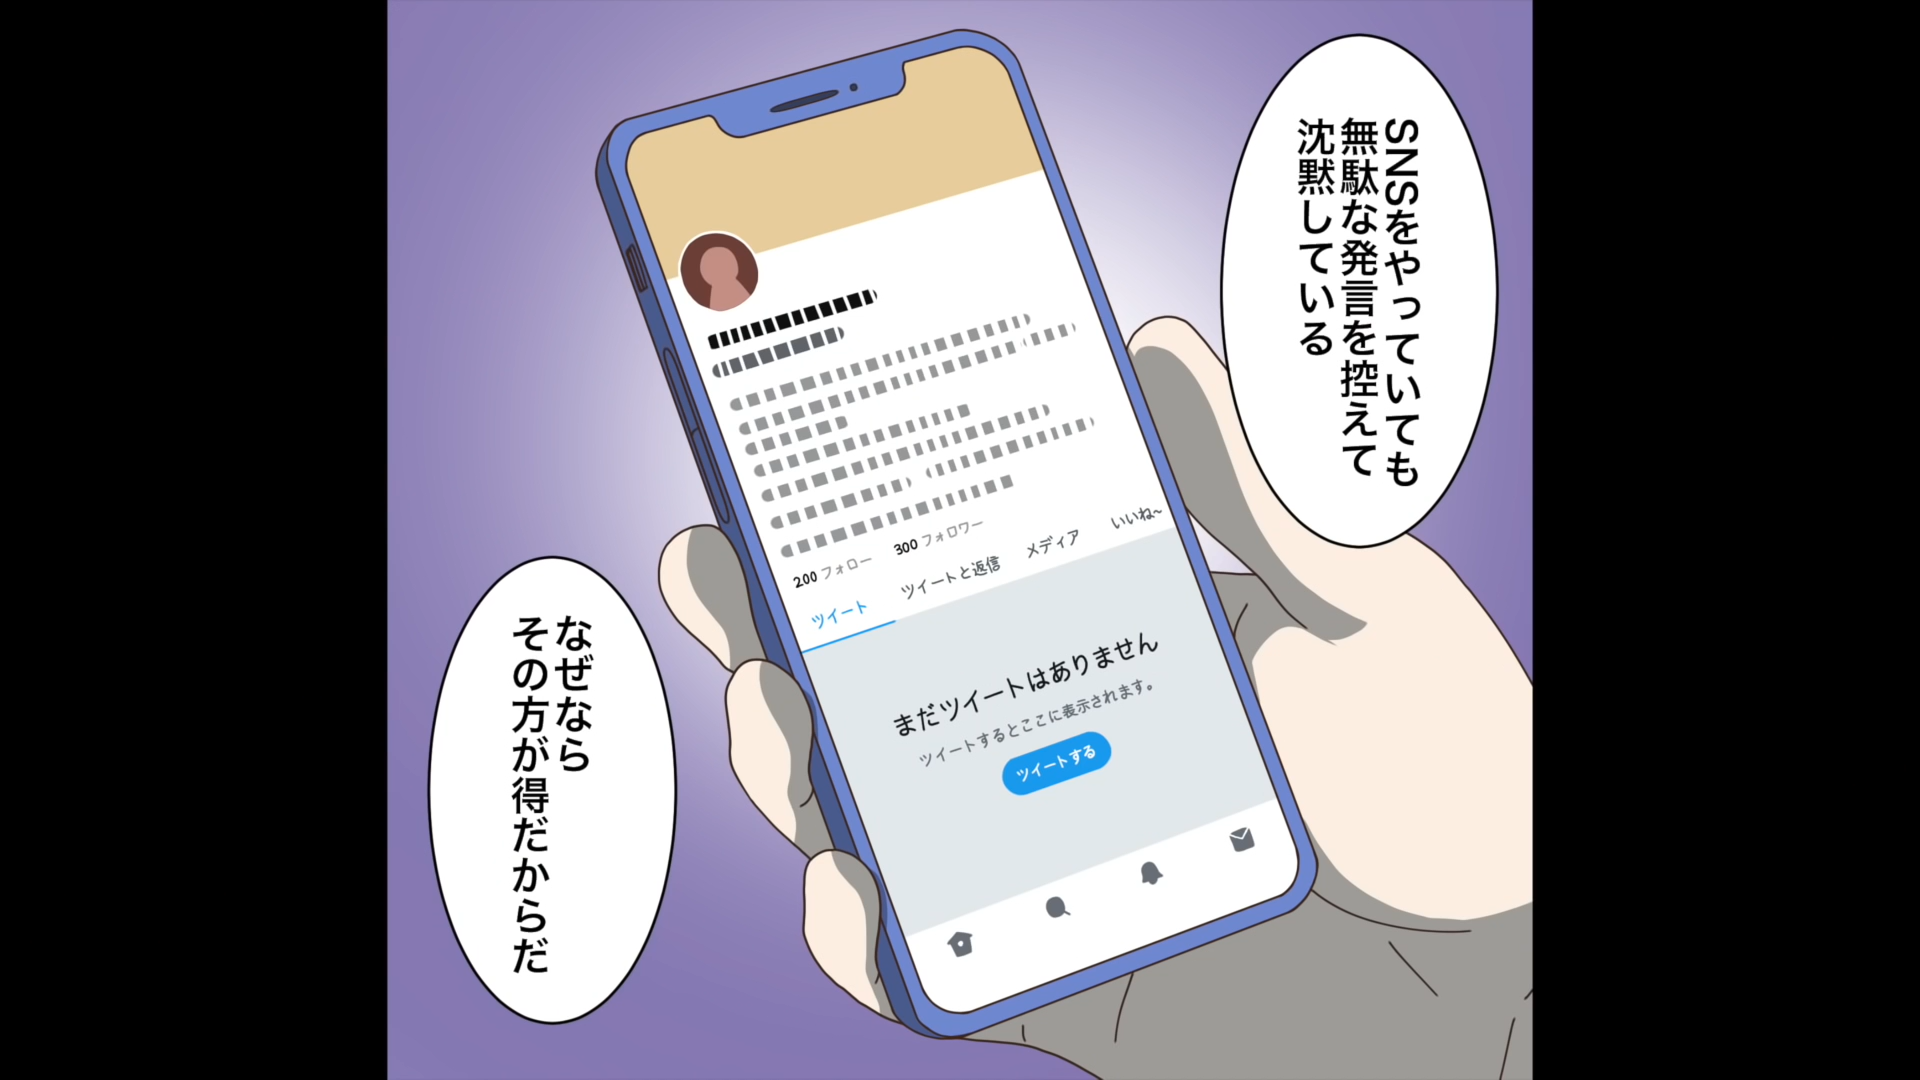 SNSをやっていても
無駄な発言を控えて
沈黙している
200 フォロー 300 フォロワー
ツイート ツイートと返信 メディア いいね~
まだツイートはありません
ツイートするとここに表示されます。
ツイートする
なぜなら
その方が得だからだ